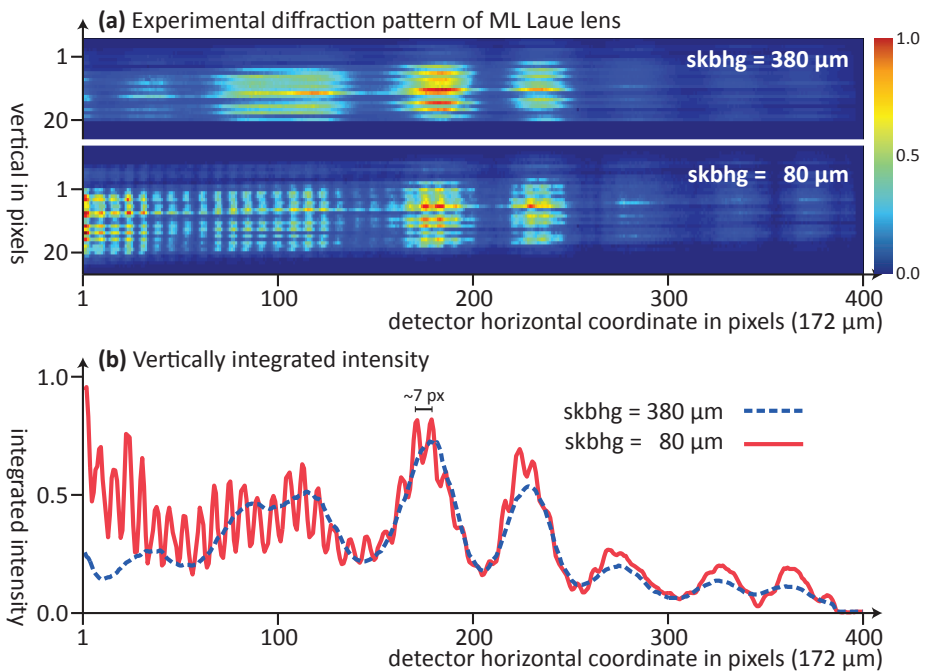 (a) Experimental diffraction pattern of ML Laue lens
1
20
vertical in pixels
skbhg = 380 µm
1.0
0.5
0.0
1
20
skbhg = 80 µm
1
100
200
300
400
detector horizontal coordinate in pixels (172 µm)
(b) Vertically integrated intensity
1.0
0.5
0.0
integrated intensity
~7 px
skbhg = 380 µm
skbhg = 80 µm
1
100
200
300
400
detector horizontal coordinate in pixels (172 µm)